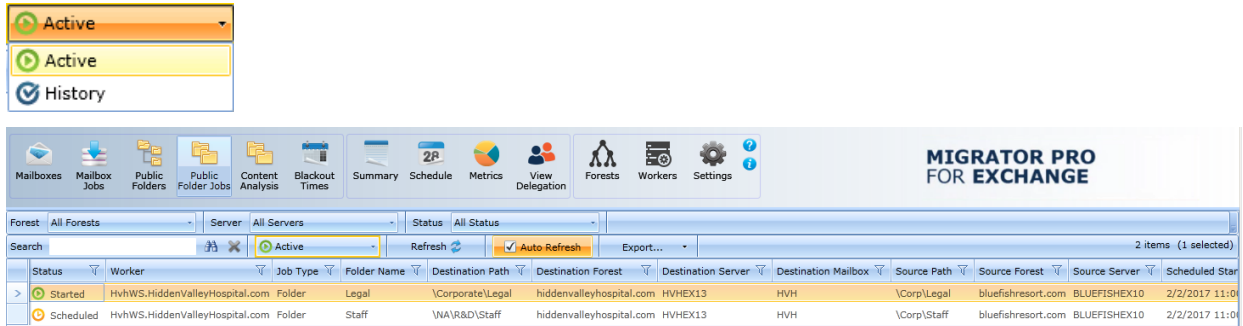 Active
Active
History
Mailboxes Mailbox Jobs Public Folders Public Folder Jobs Content Analysis Blackout Times Summary 28 Schedule Metrics View Delegation Forests Workers Settings ? i
MIGRATOR PRO
FOR EXCHANGE
Forest All Forests Server All Servers Status All Status
Search Active Refresh Auto Refresh Export... 2 items (1 selected)
Status Worker Job Type Folder Name Destination Path Destination Forest Destination Server Destination Mailbox Source Path Source Forest Source Server Scheduled Star
> Started HvhWS.HiddenValleyHospital.com Folder Legal \Corporate\Legal hiddenvalleyhospital.com HVHEX13 HVH \Corp\Legal bluefishresort.com BLUEFISHEX10 2/2/2017 11:00
Scheduled HvhWS.HiddenValleyHospital.com Folder Staff \NA\R&D\Staff hiddenvalleyhospital.com HVHEX13 HVH \Corp\Staff bluefishresort.com BLUEFISHEX10 2/2/2017 11:00